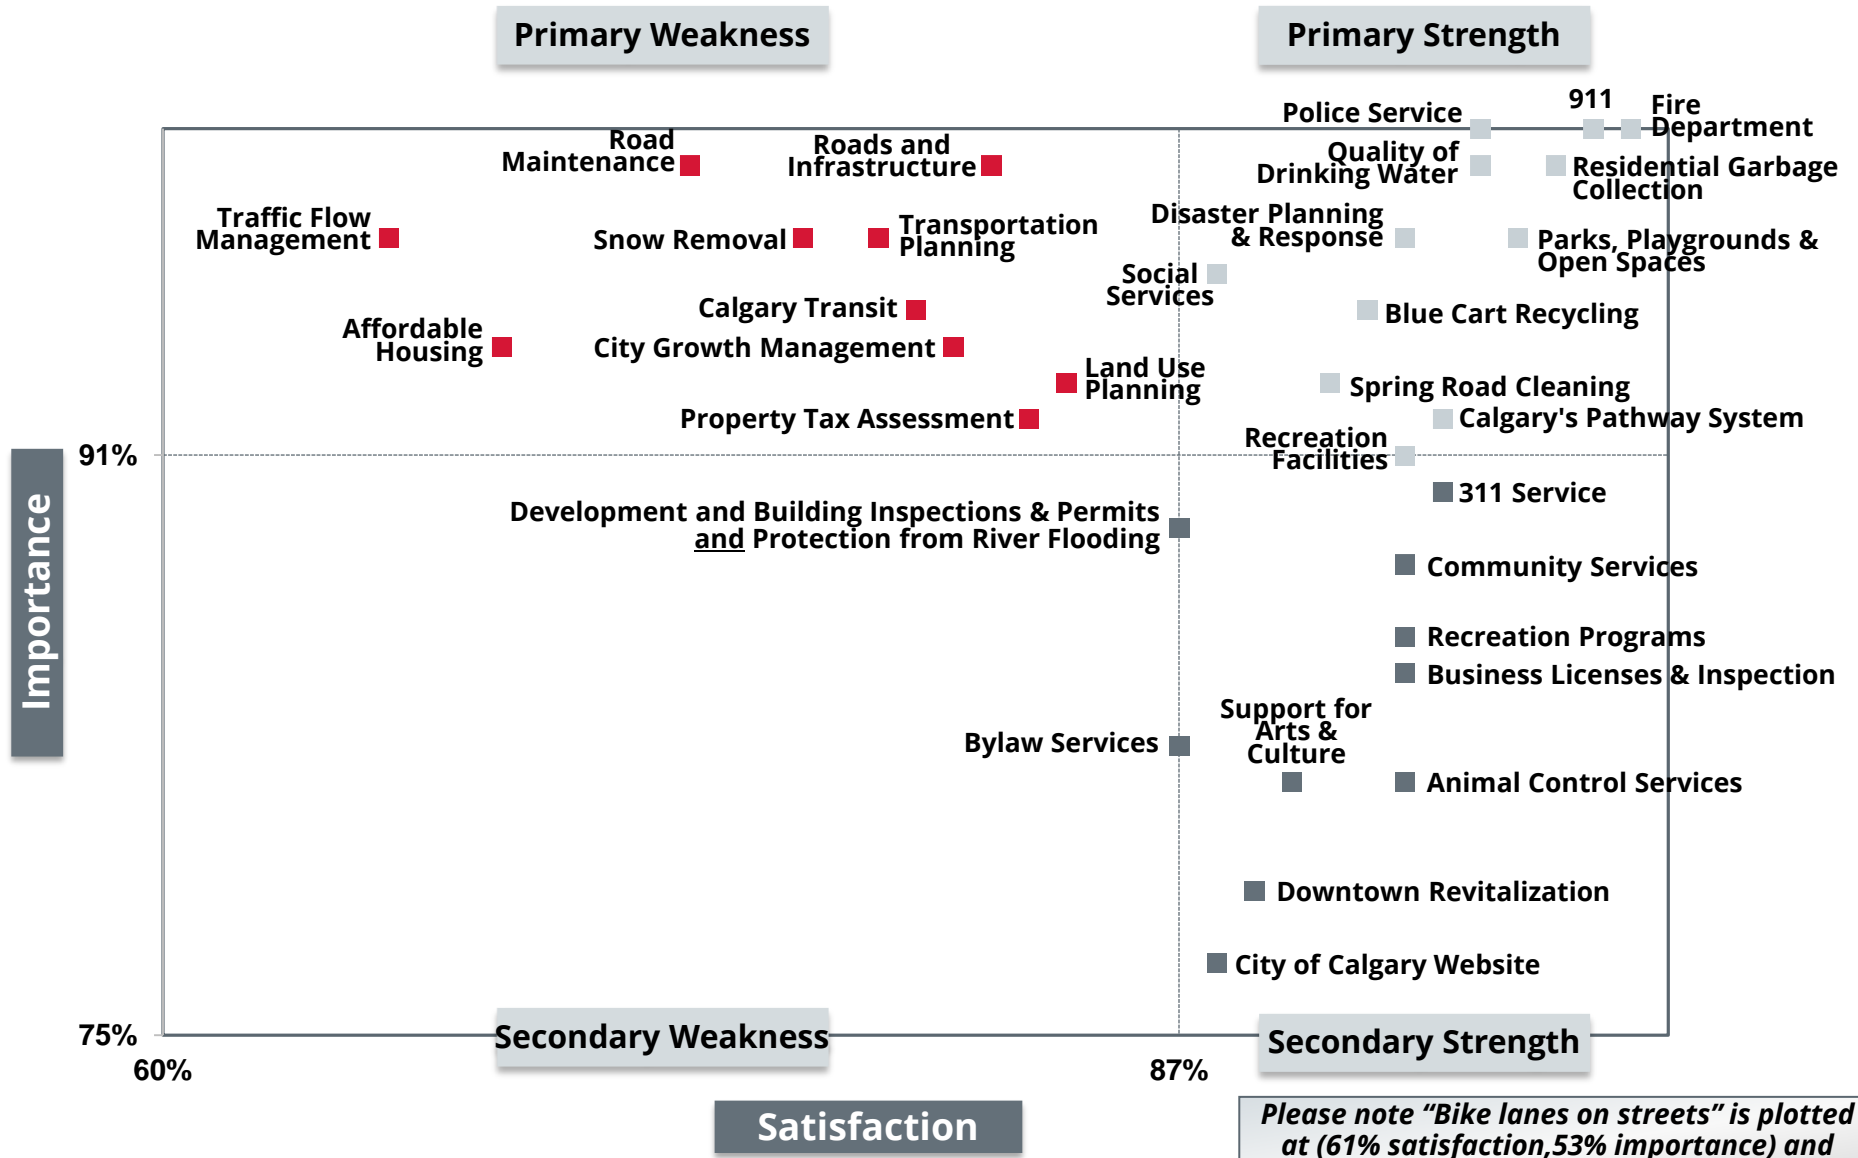 Primary Weakness
Primary Strength
911
Fire
Department
Police Service
Road
Maintenance
Roads and
Infrastructure
Quality of
Drinking Water
Residential Garbage
Collection
Traffic Flow
Management
Snow Removal
Transportation
Planning
Disaster Planning
& Response
Parks, Playgrounds &
Open Spaces
Social
Services
Calgary Transit
Blue Cart Recycling
Affordable
Housing
City Growth Management
Land Use
Planning
Spring Road Cleaning
Property Tax Assessment
Calgary's Pathway System
Recreation
Facilities
91%
311 Service
Importance
Development and Building Inspections & Permits
and Protection from River Flooding
Community Services
Recreation Programs
Business Licenses & Inspection
Support for
Arts &
Culture
Bylaw Services
Animal Control Services
Downtown Revitalization
City of Calgary Website
75%
Secondary Weakness
Secondary Strength
60%
87%
Satisfaction
Please note “Bike lanes on streets” is plotted
at (61% satisfaction,53% importance) and